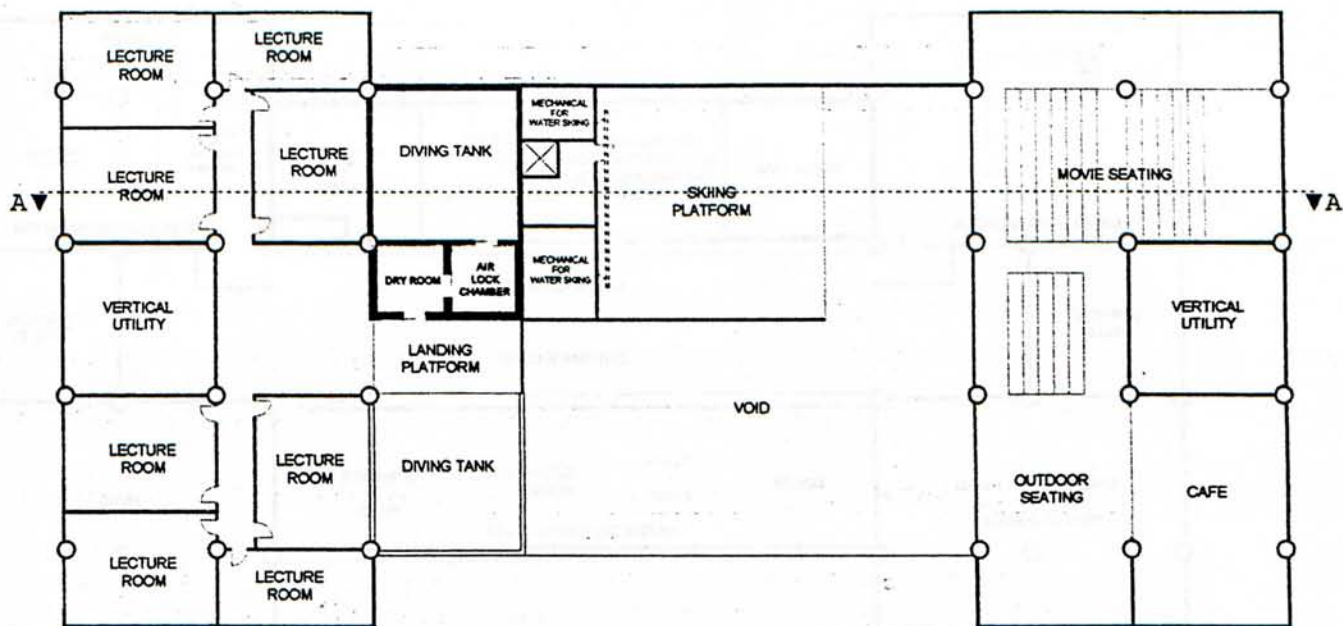 LECTURE
ROOM
LECTURE
ROOM
MECHANICAL
FOR
WATER SKIING
LECTURE
ROOM
DIVING TANK
LECTURE
ROOM
SKIING
PLATFORM
MOVIE SEATING
A
A
DRY ROOM
AIR
LOCK
CHAMBER
MECHANICAL
FOR
WATER SKIING
VERTICAL
UTILITY
VERTICAL
UTILITY
LANDING
PLATFORM
VOID
LECTURE
ROOM
LECTURE
ROOM
DIVING TANK
OUTDOOR
SEATING
CAFE
LECTURE
ROOM
LECTURE
ROOM